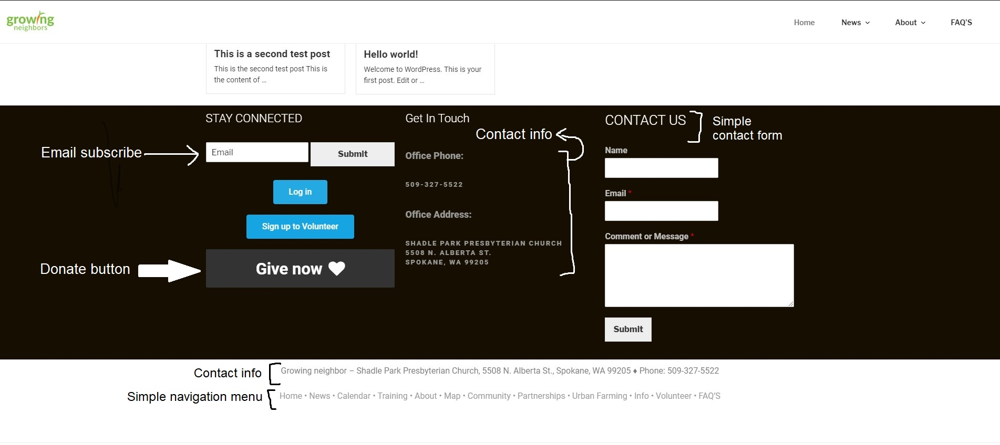 growing
neighbors
Home News About FAQ'S
This is a second test post
This is the second test post This is
the content of ...
Hello world!
Welcome to WordPress. This is your
first post. Edit or ...
STAY CONNECTED
Email subscribe
Email
Submit
Log in
Sign up to Volunteer
Donate button
Give now
Get In Touch
Contact info
Office Phone:
509-327-5522
Office Address:
SHADLE PARK PRESBYTERIAN CHURCH
5508 N. ALBERTA ST.
SPOKANE, WA 99205
CONTACT US
Simple
contact form
Name
Email *
Comment or Message *
Submit
Contact info
Growing neighbor – Shadle Park Presbyterian Church, 5508 N. Alberta St., Spokane, WA 99205 ♦ Phone: 509-327-5522
Simple navigation menu
Home • News • Calendar • Training • About • Map • Community • Partnerships • Urban Farming • Info • Volunteer • FAQ'S